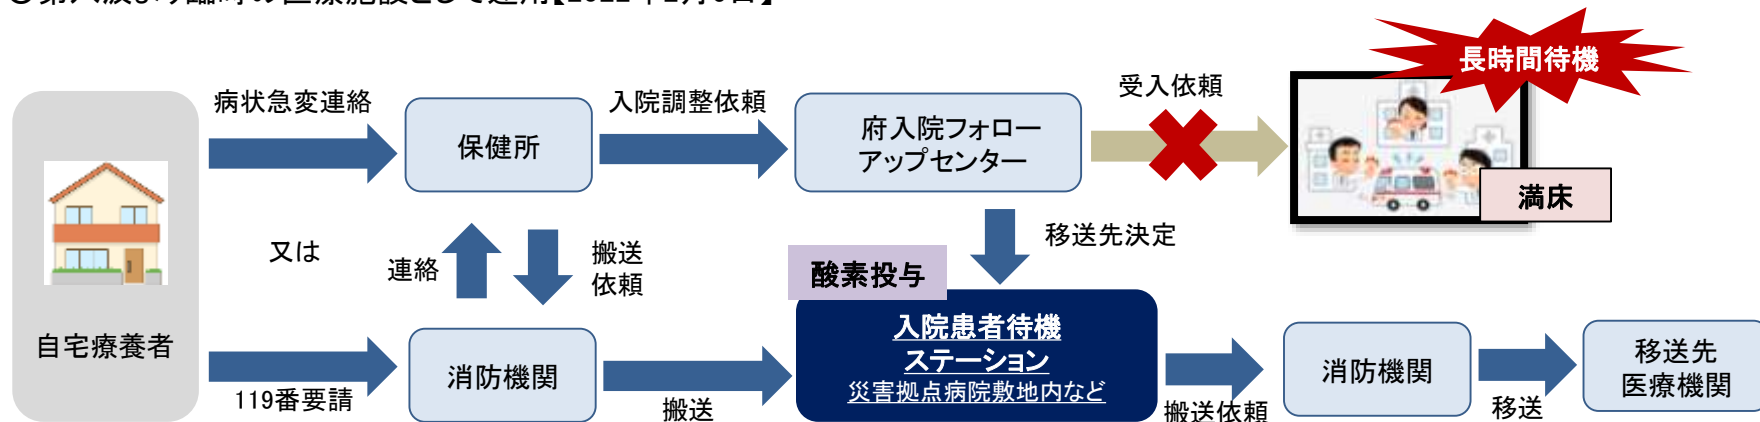 長時間待機
病状急変連絡
入院調整依頼
受入依頼
保健所
府入院フォロー
アップセンター
満床
又は
連絡
搬送
依頼
移送先決定
酸素投与
自宅療養者
入院患者待機
ステーション
災害拠点病院敷地内など
消防機関
消防機関
移送先
医療機関
119番要請
搬送
搬送依頼
移送